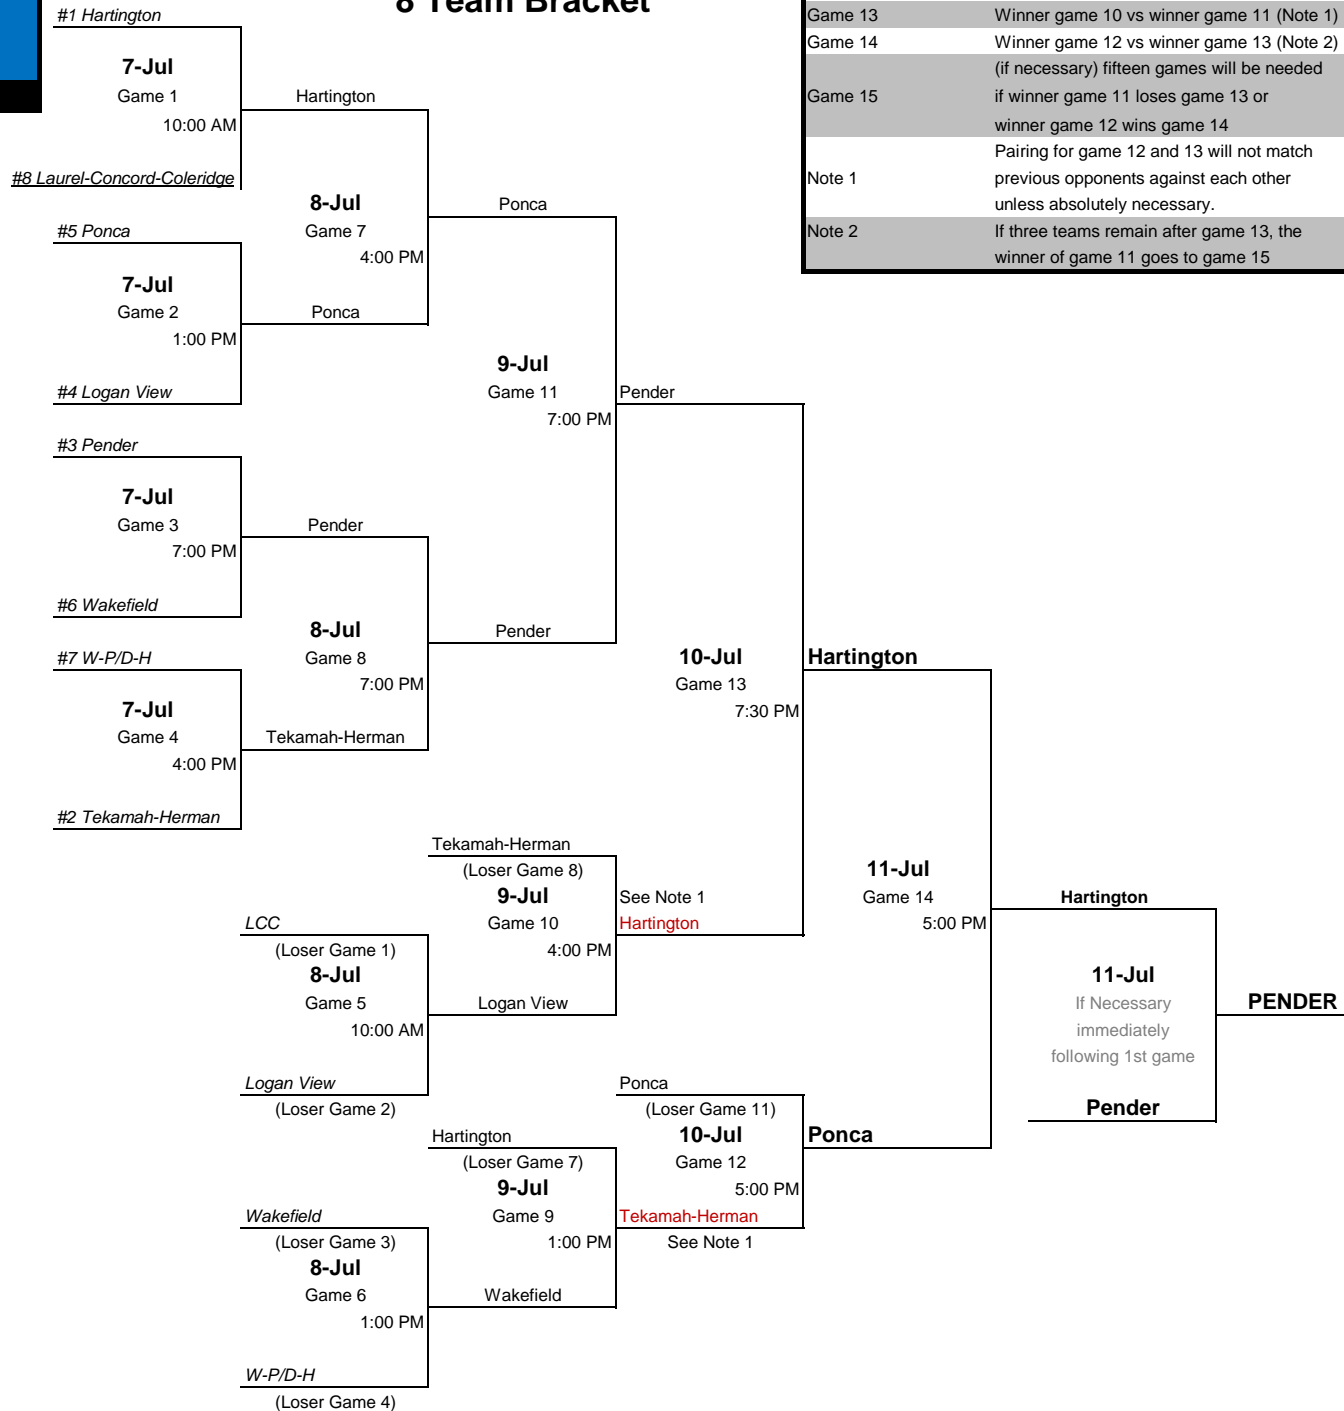 8 Team Bracket
#1 Hartington
7-Jul
Game 1
10:00 AM
#8 Laurel-Concord-Coleridge
Hartington
#5 Ponca
7-Jul
Game 2
1:00 PM
#4 Logan View
Ponca
8-Jul
Game 7
4:00 PM
Ponca
#3 Pender
7-Jul
Game 3
7:00 PM
#6 Wakefield
Pender
#7 W-P/D-H
7-Jul
Game 4
4:00 PM
#2 Tekamah-Herman
Tekamah-Herman
8-Jul
Game 8
7:00 PM
Pender
9-Jul
Game 11
7:00 PM
Pender
10-Jul
Game 13
7:30 PM
Hartington
Tekamah-Herman
(Loser Game 8)
9-Jul
Game 10
4:00 PM
See Note 1
Hartington
LCC
(Loser Game 1)
8-Jul
Game 5
10:00 AM
Logan View
(Loser Game 2)
Logan View
11-Jul
Game 14
5:00 PM
Hartington
11-Jul
If Necessary
immediately
following 1st game
Pender
PENDER
Ponca
(Loser Game 11)
10-Jul
Game 12
5:00 PM
Ponca
Hartington
(Loser Game 7)
9-Jul
Game 9
1:00 PM
Tekamah-Herman
See Note 1
Wakefield
(Loser Game 3)
8-Jul
Game 6
1:00 PM
W-P/D-H
(Loser Game 4)
Wakefield
Game 13 Winner game 10 vs winner game 11 (Note 1)
Game 14 Winner game 12 vs winner game 13 (Note 2)
(if necessary) fifteen games will be needed
Game 15 if winner game 11 loses game 13 or
winner game 12 wins game 14
Pairing for game 12 and 13 will not match
Note 1 previous opponents against each other
unless absolutely necessary.
Note 2 If three teams remain after game 13, the
winner of game 11 goes to game 15